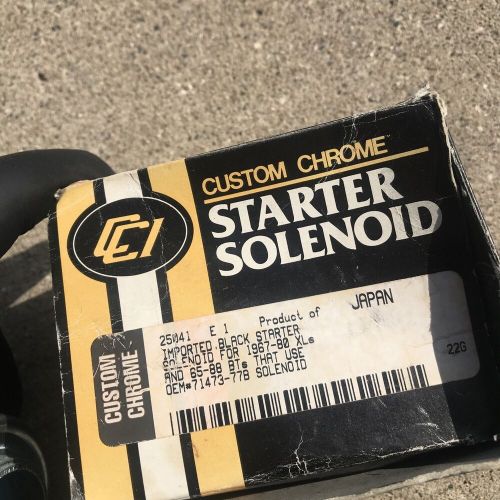 CUSTOM CHROME™
STARTER
SOLENOID
CCI
CUSTOM
CHROME
25041 E 1 Product of JAPAN
IMPORTED BLACK STARTER
SOLENOID FOR 1967-80 XLs
AND 65-88 BTs THAT USE
OEM#71473-77B SOLENOID
22G